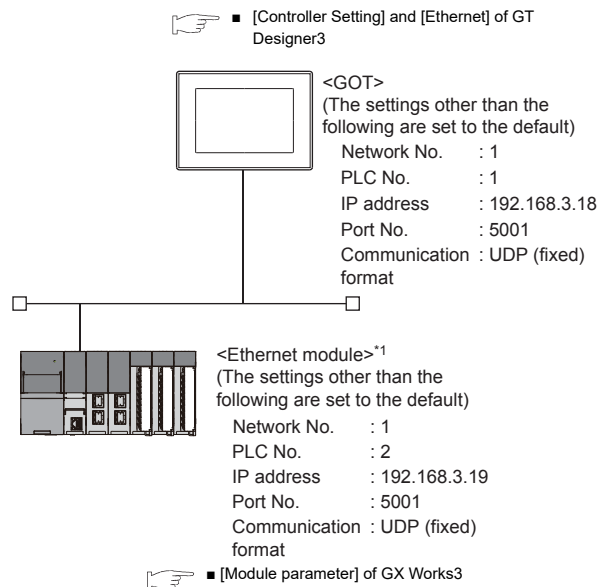 ■ [Controller Setting] and [Ethernet] of GT
Designer3
<GOT>
(The settings other than the
following are set to the default)
Network No. : 1
PLC No. : 1
IP address : 192.168.3.18
Port No. : 5001
Communication : UDP (fixed)
format
<Ethernet module>*1
(The settings other than the
following are set to the default)
Network No. : 1
PLC No. : 2
IP address : 192.168.3.19
Port No. : 5001
Communication : UDP (fixed)
format
■ [Module parameter] of GX Works3